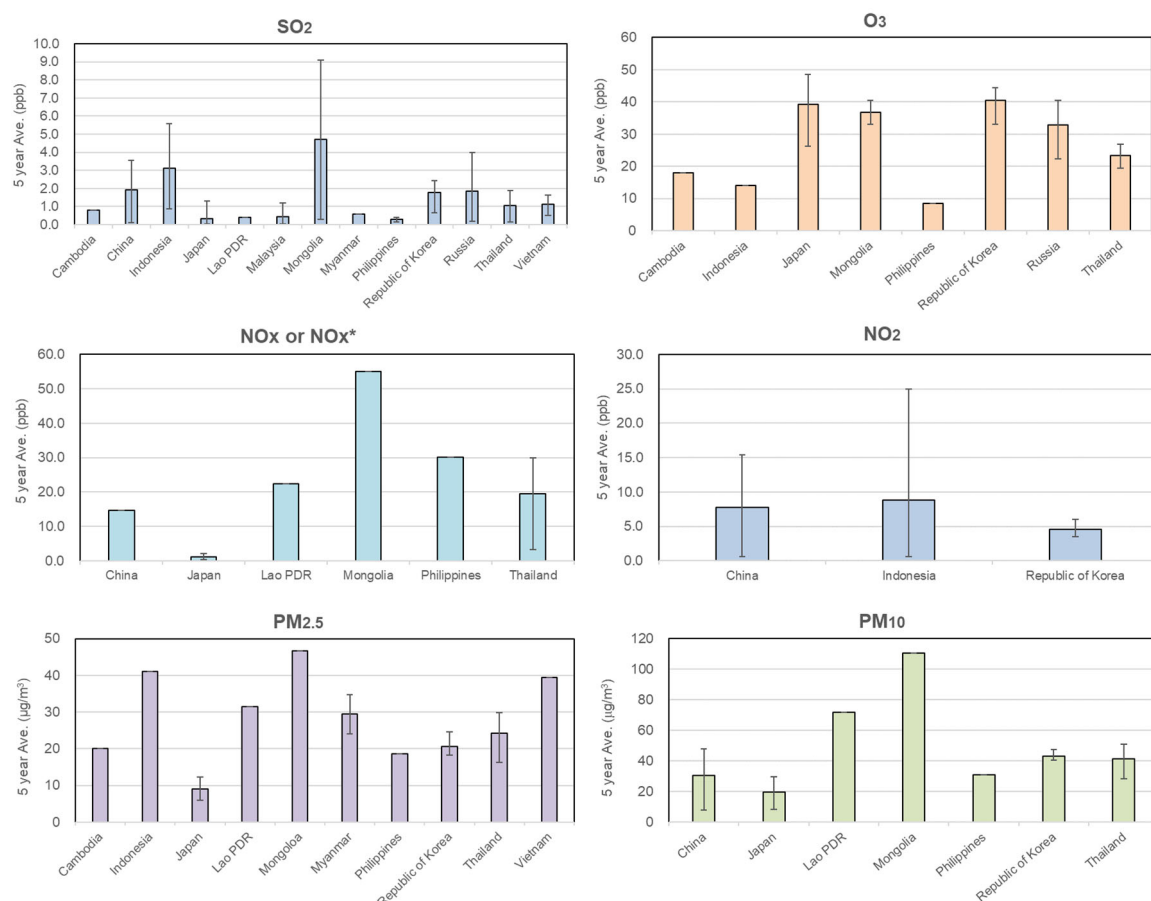 SO2
5 year Ave. (ppb)
10.0
9.0
8.0
7.0
6.0
5.0
4.0
3.0
2.0
1.0
0.0
Cambodia
China
Indonesia
Japan
Lao PDR
Malaysia
Mongolia
Myanmar
Philippines
Republic of Korea
Russia
Thailand
Vietnam
O3
5 year Ave. (ppb)
60
50
40
30
20
10
0
Cambodia
Indonesia
Japan
Mongolia
Philippines
Republic of Korea
Russia
Thailand
NOx or NOx*
5 year Ave. (ppb)
60.0
50.0
40.0
30.0
20.0
10.0
0.0
China
Japan
Lao PDR
Mongolia
Philippines
Thailand
NO2
5 year Ave. (ppb)
30.0
25.0
20.0
15.0
10.0
5.0
0.0
China
Indonesia
Republic of Korea
PM2.5
5 year Ave. (µg/m³)
50
40
30
20
10
0
Cambodia
Indonesia
Japan
Lao PDR
Mongoloa
Myanmar
Philippines
Republic of Korea
Thailand
Vietnam
PM10
5 year Ave. (µg/m³)
120
100
80
60
40
20
0
China
Japan
Lao PDR
Mongolia
Philippines
Republic of Korea
Thailand